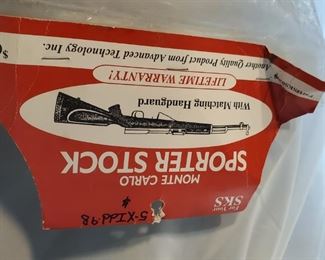 For Your
SKS
MONTE CARLO
SPORTER STOCK
With Matching Handguard
LIFETIME WARRANTY!
Another Quality Product from Advanced Technology Inc.